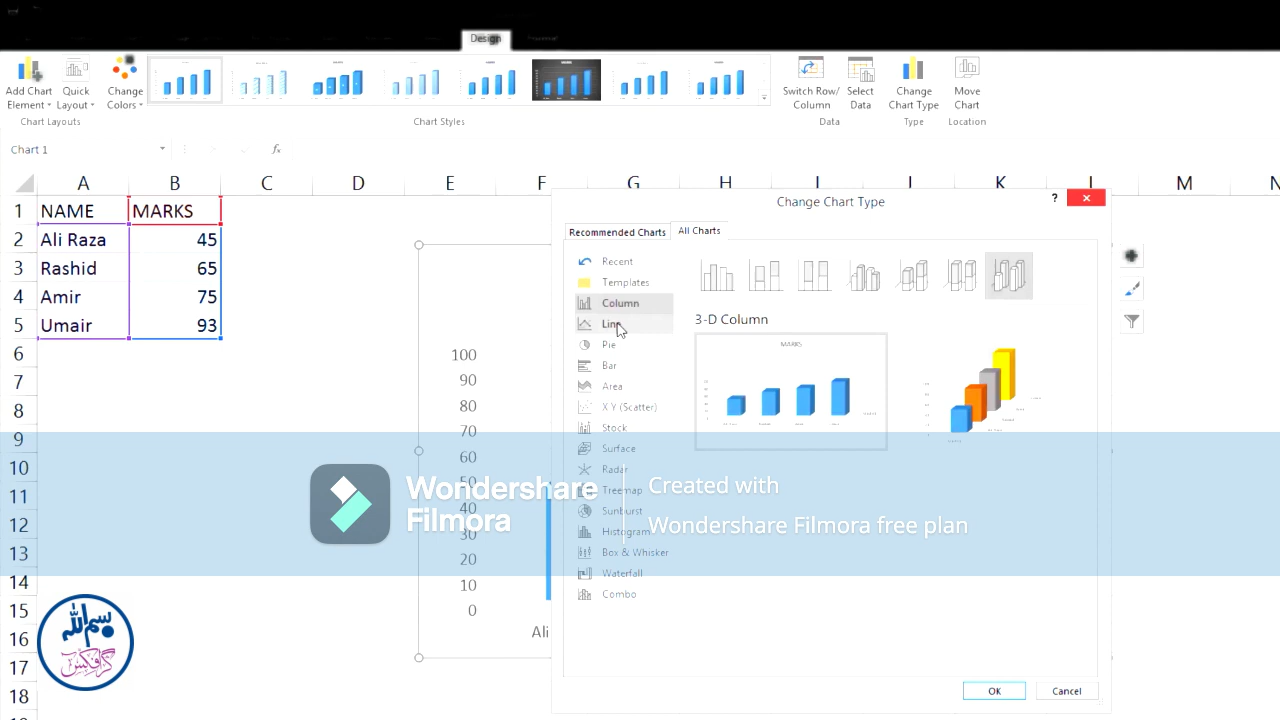 Design
Add Chart Element
Quick Layout
Change Colors
Switch Row/ Column
Select Data
Change Chart Type
Move Chart
Chart Layouts
Chart Styles
Data
Type
Location
Chart 1
fx
A B C D E F G H I J K L M N
1 NAME MARKS
2 Ali Raza 45
3 Rashid 65
4 Amir 75
5 Umair 93
6
7
8
9
10
11
12
13
14
15
16
17
18
100
90
80
70
60
50
40
30
20
10
0
Ali
Change Chart Type
?
Recommended Charts
All Charts
Recent
Templates
Column
Line
Pie
Bar
Area
X Y (Scatter)
Stock
Surface
Radar
Treemap
Sunburst
Histogram
Box & Whisker
Waterfall
Combo
3-D Column
MARKS
OK
Cancel
Wondershare
Filmora
Created with
Wondershare Filmora free plan
بسم اللہ
گرافکس